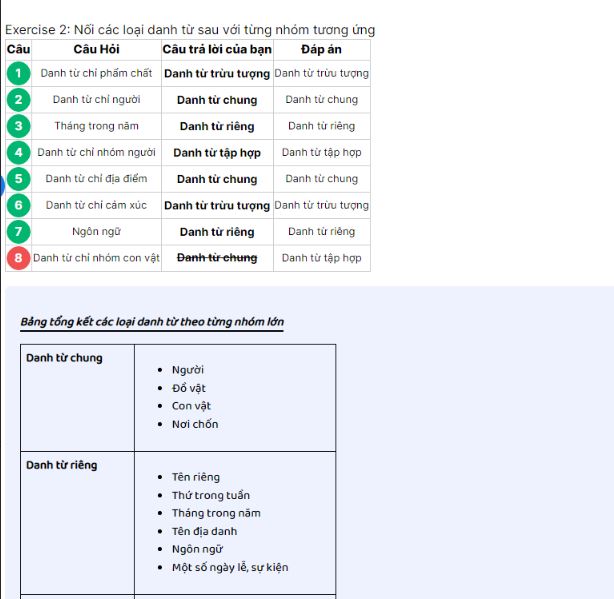 Exercise 2: Nối các loại danh từ sau với từng nhóm tương ứng
Câu Câu Hỏi Câu trả lời của bạn Đáp án
1 Danh từ chỉ phẩm chất Danh từ trừu tượng Danh từ trừu tượng
2 Danh từ chỉ người Danh từ chung Danh từ chung
3 Tháng trong năm Danh từ riêng Danh từ riêng
4 Danh từ chỉ nhóm người Danh từ tập hợp Danh từ tập hợp
5 Danh từ chỉ địa điểm Danh từ chung Danh từ chung
6 Danh từ chỉ cảm xúc Danh từ trừu tượng Danh từ trừu tượng
7 Ngôn ngữ Danh từ riêng Danh từ riêng
8 Danh từ chỉ nhóm con vật Danh từ chung Danh từ tập hợp
Bảng tổng kết các loại danh từ theo từng nhóm lớn
Danh từ chung
Người
Đồ vật
Con vật
Nơi chốn
Danh từ riêng
Tên riêng
Thứ trong tuần
Tháng trong năm
Tên địa danh
Ngôn ngữ
Một số ngày lễ, sự kiện